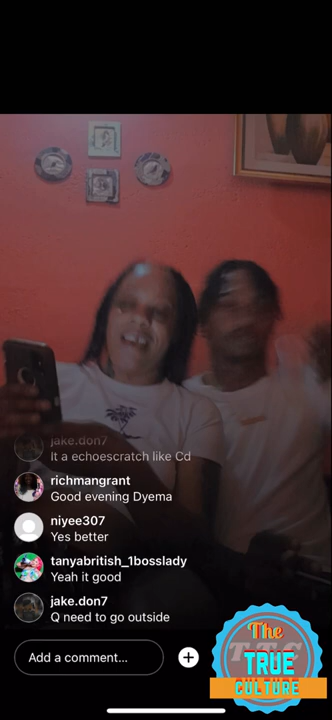 jake.don7
It a echoescratch like Cd
richmangrant
Good evening Dyema
niyee307
Yes better
tanyabritish_1bosslady
Yeah it good
jake.don7
Q need to go outside
Add a comment...
The
TTC
TRUE
CULTURE